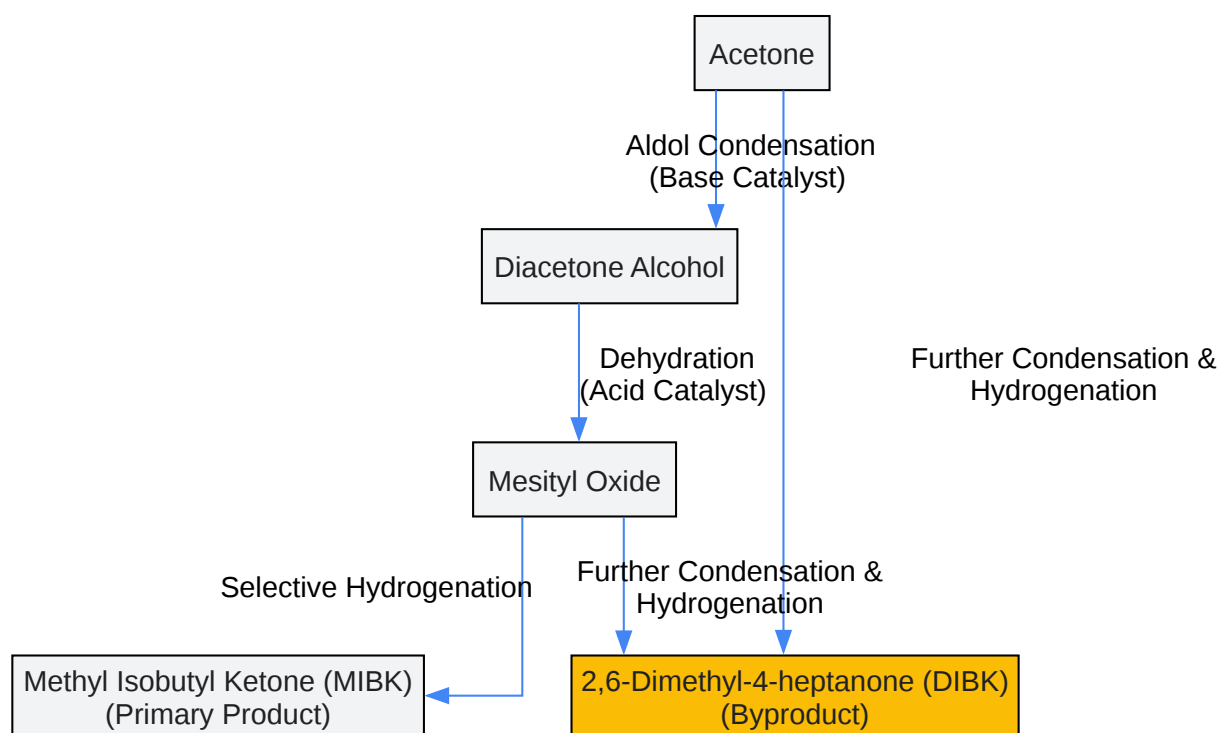 Acetone
Aldol Condensation
(Base Catalyst)
Diacetone Alcohol
Dehydration
(Acid Catalyst)
Further Condensation &
Hydrogenation
Mesityl Oxide
Selective Hydrogenation
Further Condensation &
Hydrogenation
Methyl Isobutyl Ketone (MIBK)
(Primary Product)
2,6-Dimethyl-4-heptanone (DIBK)
(Byproduct)